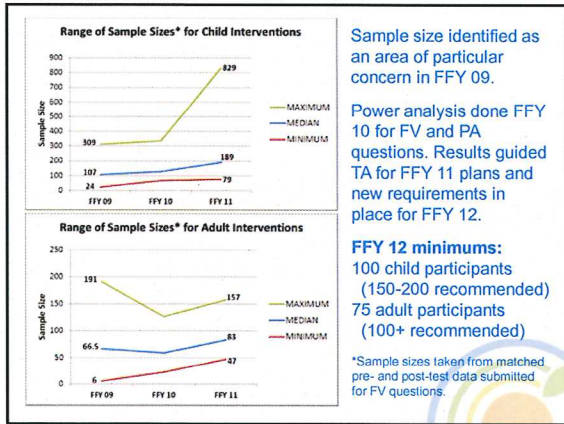 Range of Sample Sizes* for Child Interventions
900
800
700
600
500
400
300
200
100
0
Sample Size
829
309
107
24
189
79
MAXIMUM
MEDIAN
MINIMUM
FFY 09
FFY 10
FFY 11
Range of Sample Sizes* for Adult Interventions
250
200
150
100
50
0
Sample Size
191
66.5
6
157
83
47
MAXIMUM
MEDIAN
MINIMUM
FFY 09
FFY 10
FFY 11
Sample size identified as
an area of particular
concern in FFY 09.
Power analysis done FFY
10 for FV and PA
questions. Results guided
TA for FFY 11 plans and
new requirements in
place for FFY 12.
FFY 12 minimums:
100 child participants
(150-200 recommended)
75 adult participants
(100+ recommended)
*Sample sizes taken from matched
pre- and post-test data submitted
for FV questions.